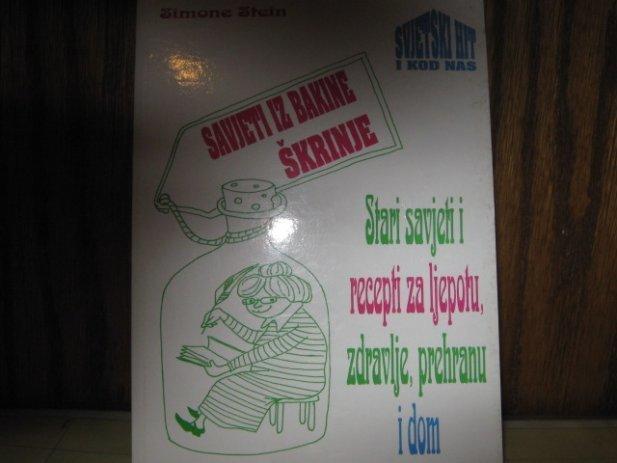 Simone Stein
SVJETSKI HIT
I KOD NAS
SAVJETI IZ BAKINE
ŠKRINJE
Stari savjeti i
recepti za ljepotu,
zdravlje, prehranu
i dom